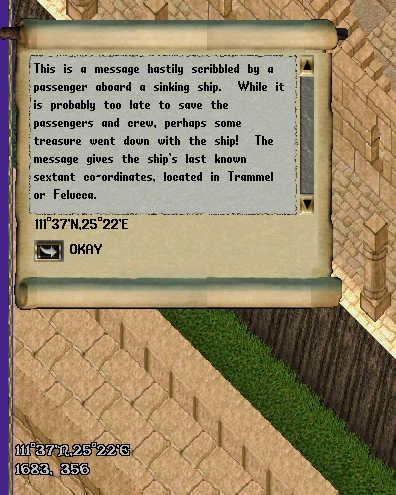 This is a message hastily scribbled by a
passenger aboard a sinking ship.  While it
is probably too late to save the
passengers and crew, perhaps some
treasure went down with the ship!  The
message gives the ship's last known
sextant co-ordinates, located in Trammel
or Felucca.
111°37'N,25°22'E
OKAY
111°37'N,25°22'E
1683, 356